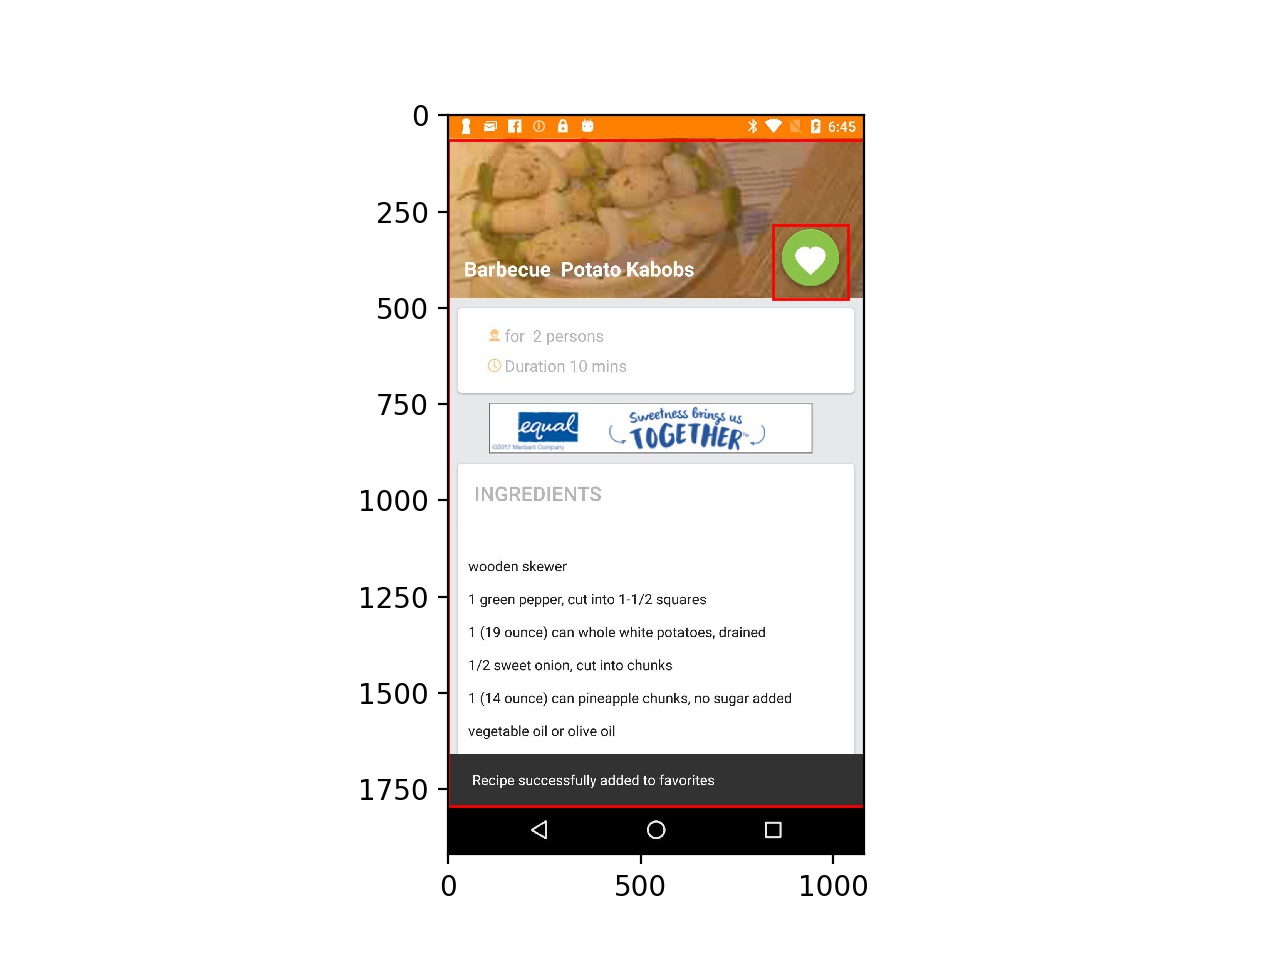 0
250
500
750
1000
1250
1500
1750
0
500
1000
6:45
Barbecue  Potato Kabobs
for  2 persons
Duration 10 mins
equal
©2017 Merisant Company
Sweetness brings us
TOGETHER™
INGREDIENTS
wooden skewer
1 green pepper, cut into 1-1/2 squares
1 (19 ounce) can whole white potatoes, drained
1/2 sweet onion, cut into chunks
1 (14 ounce) can pineapple chunks, no sugar added
vegetable oil or olive oil
Recipe successfully added to favorites